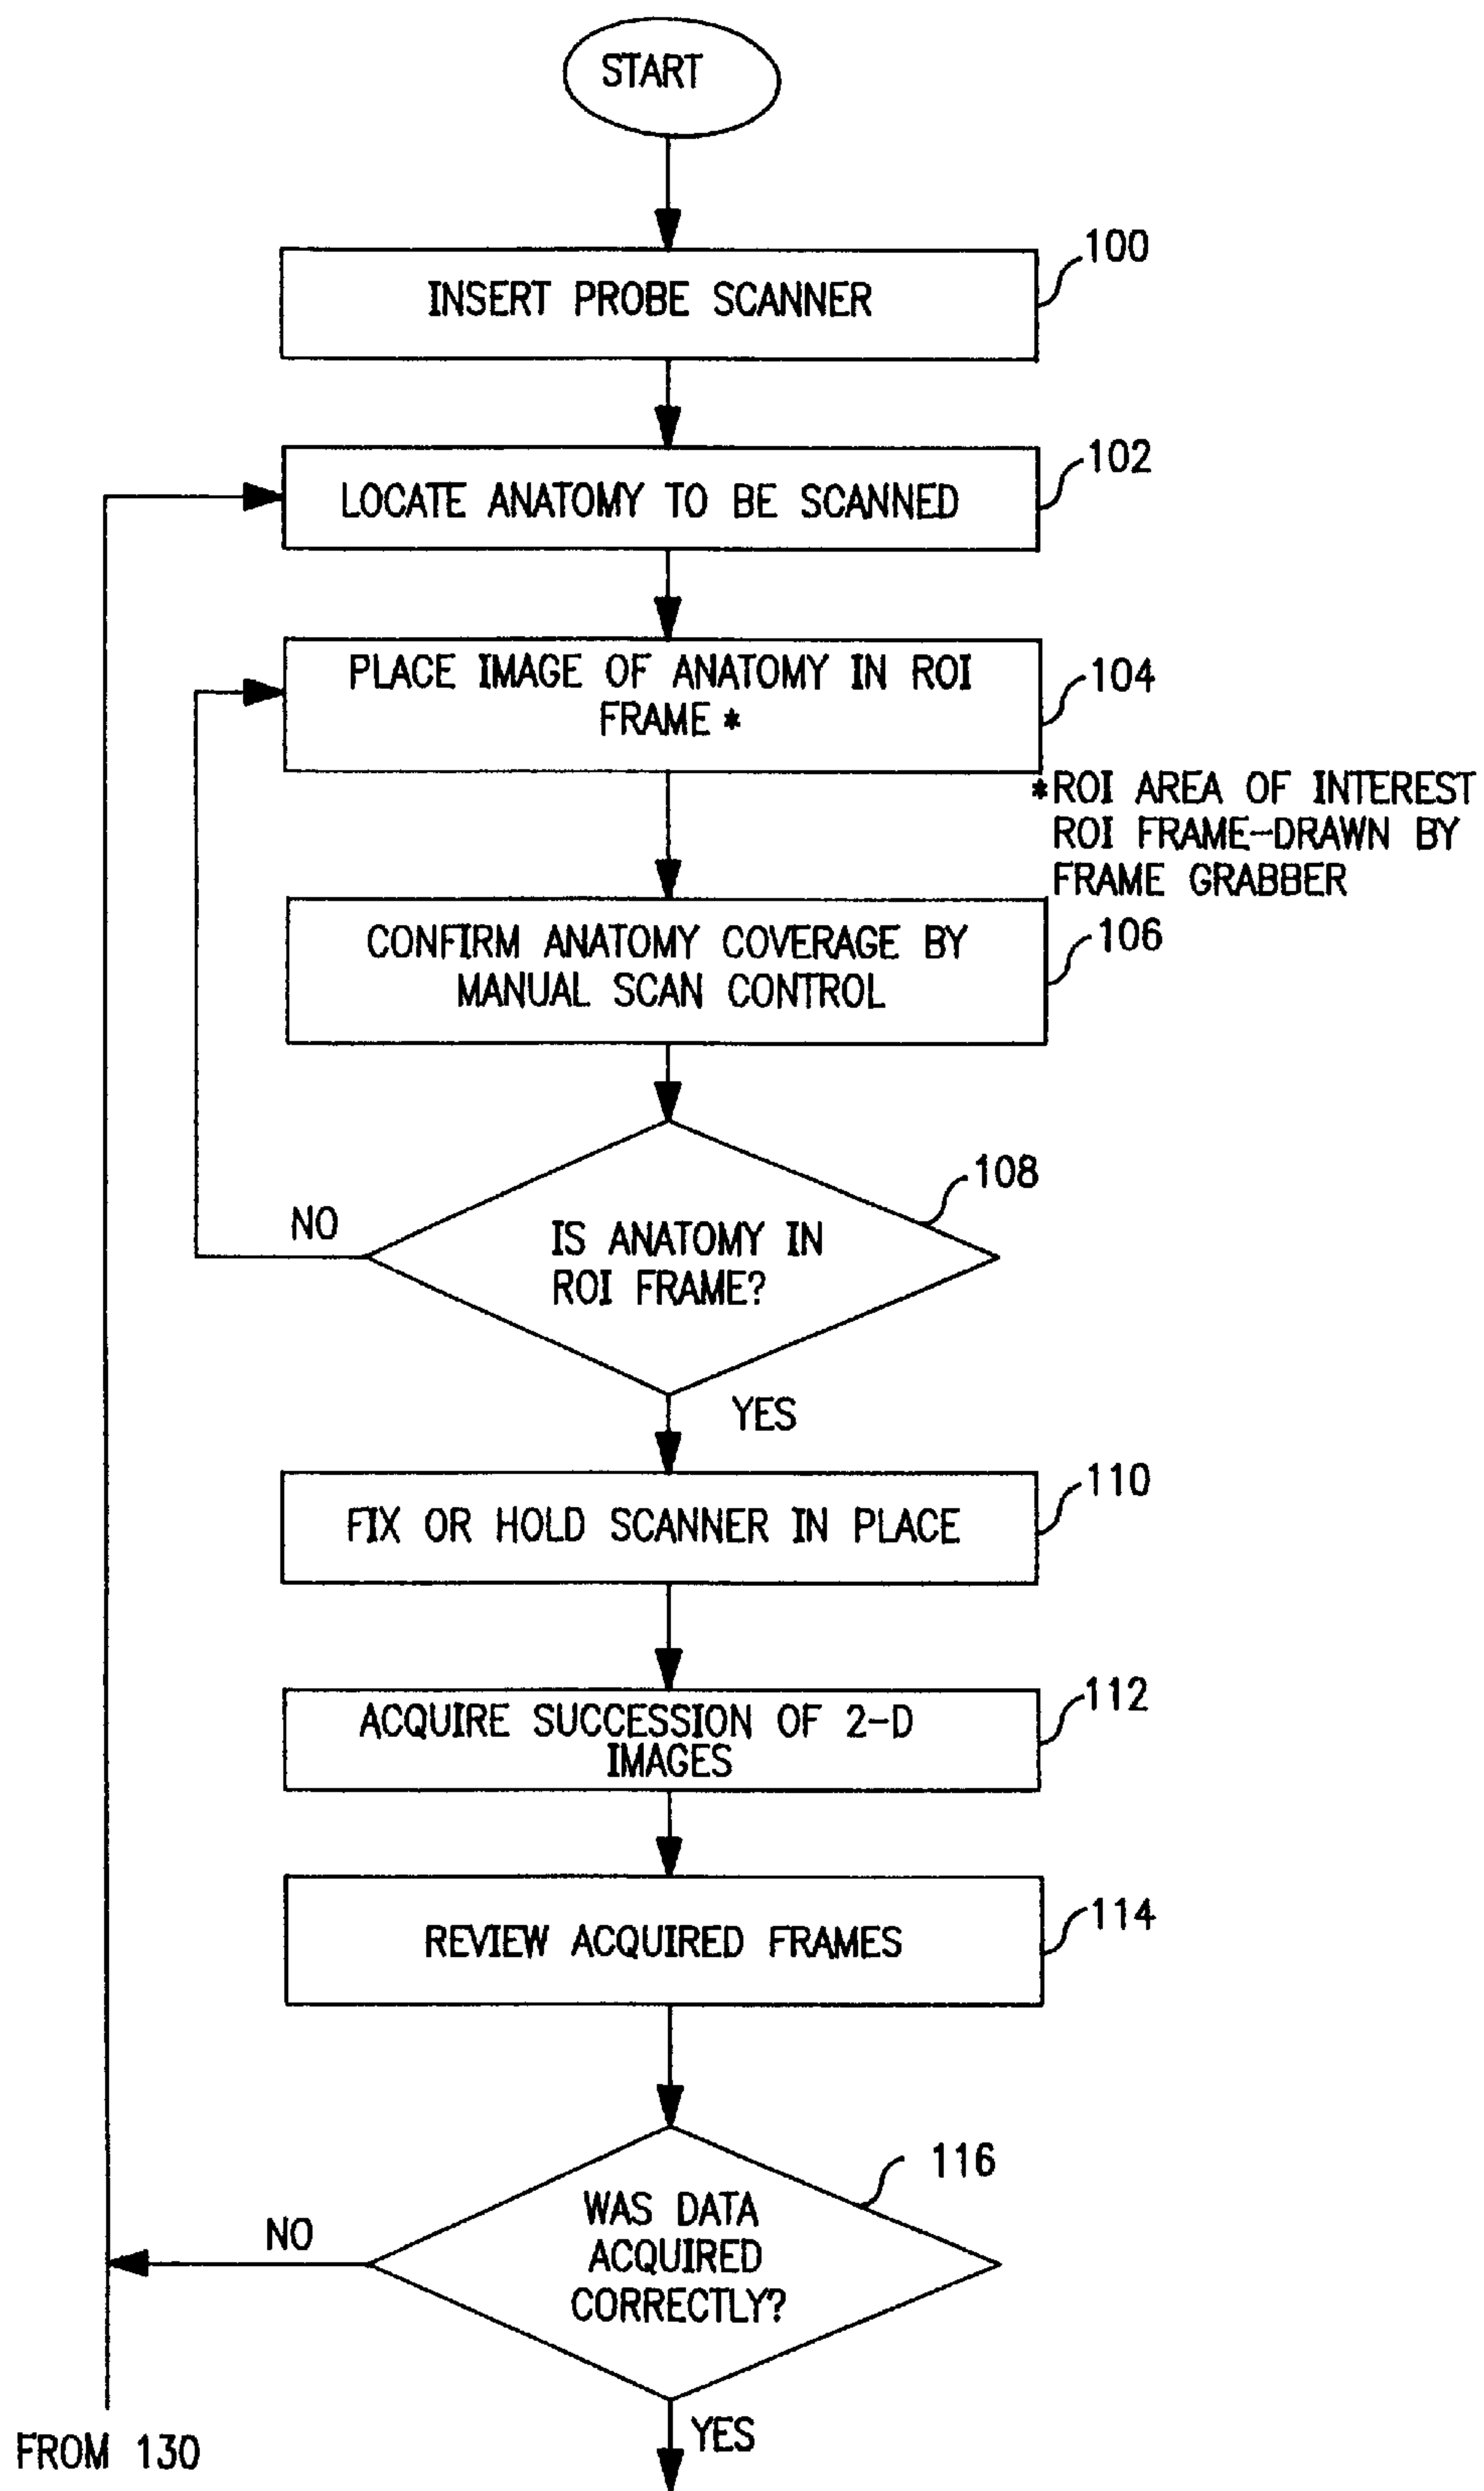 START
100
INSERT PROBE SCANNER
102
LOCATE ANATOMY TO BE SCANNED
104
PLACE IMAGE OF ANATOMY IN ROI
FRAME *
*ROI AREA OF INTEREST
ROI FRAME-DRAWN BY
FRAME GRABBER
106
CONFIRM ANATOMY COVERAGE BY
MANUAL SCAN CONTROL
108
NO
IS ANATOMY IN
ROI FRAME?
YES
110
FIX OR HOLD SCANNER IN PLACE
112
ACQUIRE SUCCESSION OF 2-D
IMAGES
114
REVIEW ACQUIRED FRAMES
116
NO
WAS DATA
ACQUIRED
CORRECTLY?
YES
FROM 130